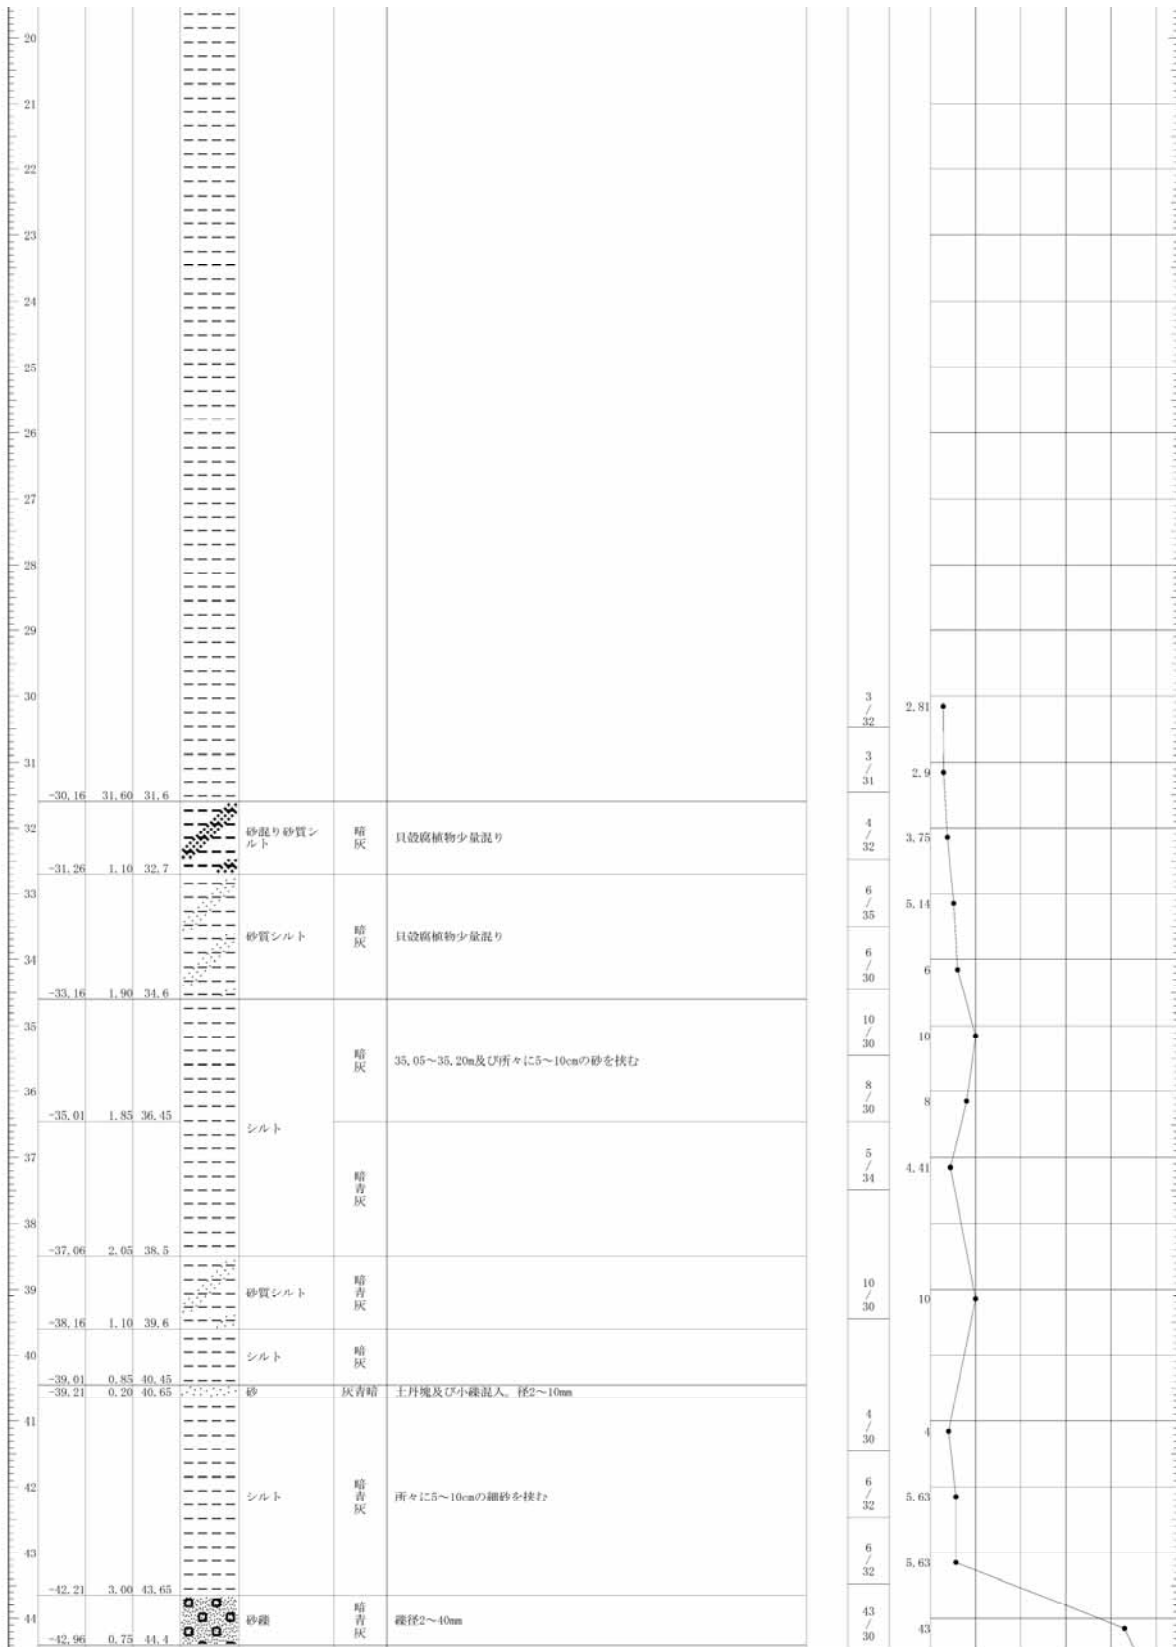 20
21
22
23
24
25
26
27
28
29
30
3
/
32
2.81
31
3
/
31
2.9
-30.16 31.60 31.6
32
砂混り砂質シ
ルト
暗
灰
貝殻腐植物少量混り
4
/
32
3.75
-31.26 1.10 32.7
33
6
/
35
5.14
砂質シルト
暗
灰
貝殻腐植物少量混り
34
6
/
30
6
-33.16 1.90 34.6
35
10
/
30
10
暗
灰
35.05～35.20m及び所々に5～10cmの砂を挟む
36
8
/
30
8
-35.01 1.85 36.45
シルト
37
5
/
34
4.41
暗
青
灰
38
-37.06 2.05 38.5
39
砂質シルト
暗
青
灰
10
/
30
10
-38.16 1.10 39.6
40
シルト
暗
灰
-39.01 0.85 40.45
-39.21 0.20 40.65 砂 灰青暗 土丹塊及び小礫混入。径2～10mm
41
4
/
30
4
42
シルト
暗
青
灰
所々に5～10cmの細砂を挟む
6
/
32
5.63
43
6
/
32
5.63
-42.21 3.00 43.65
44
砂礫
暗
青
灰
礫径2～40mm
43
/
30
43
-42.96 0.75 44.4